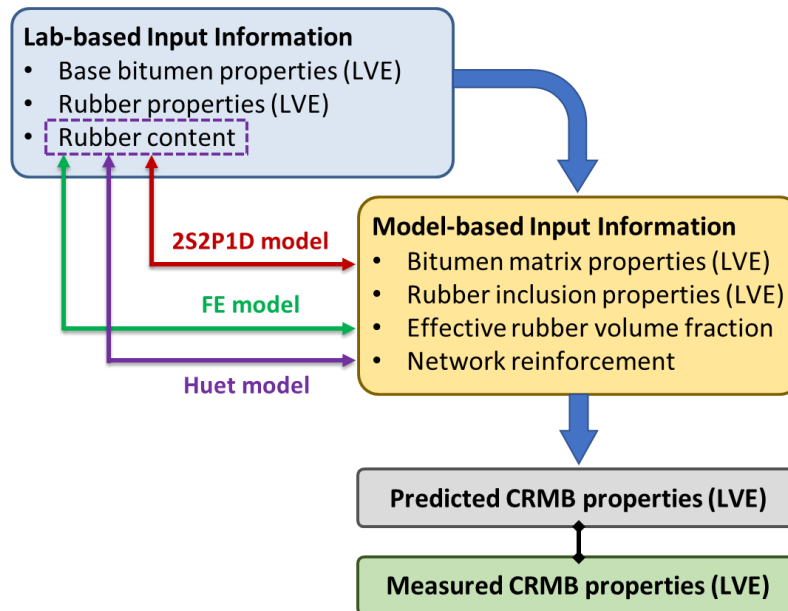 Lab-based Input Information
• Base bitumen properties (LVE)
• Rubber properties (LVE)
• Rubber content
2S2P1D model
FE model
Huet model
Model-based Input Information
• Bitumen matrix properties (LVE)
• Rubber inclusion properties (LVE)
• Effective rubber volume fraction
• Network reinforcement
Predicted CRMB properties (LVE)
Measured CRMB properties (LVE)